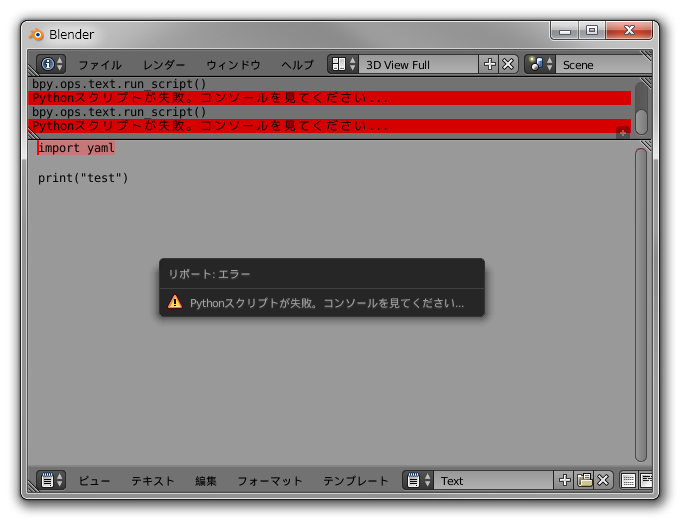 Blender
ファイル レンダー ウィンドウ ヘルプ 3D View Full Scene
bpy.ops.text.run_script()
Pythonスクリプトが失敗。コンソールを見てください...
bpy.ops.text.run_script()
Pythonスクリプトが失敗。コンソールを見てください...
import yaml
print("test")
リポート: エラー
Pythonスクリプトが失敗。コンソールを見てください...
ビュー テキスト 編集 フォーマット テンプレート Text